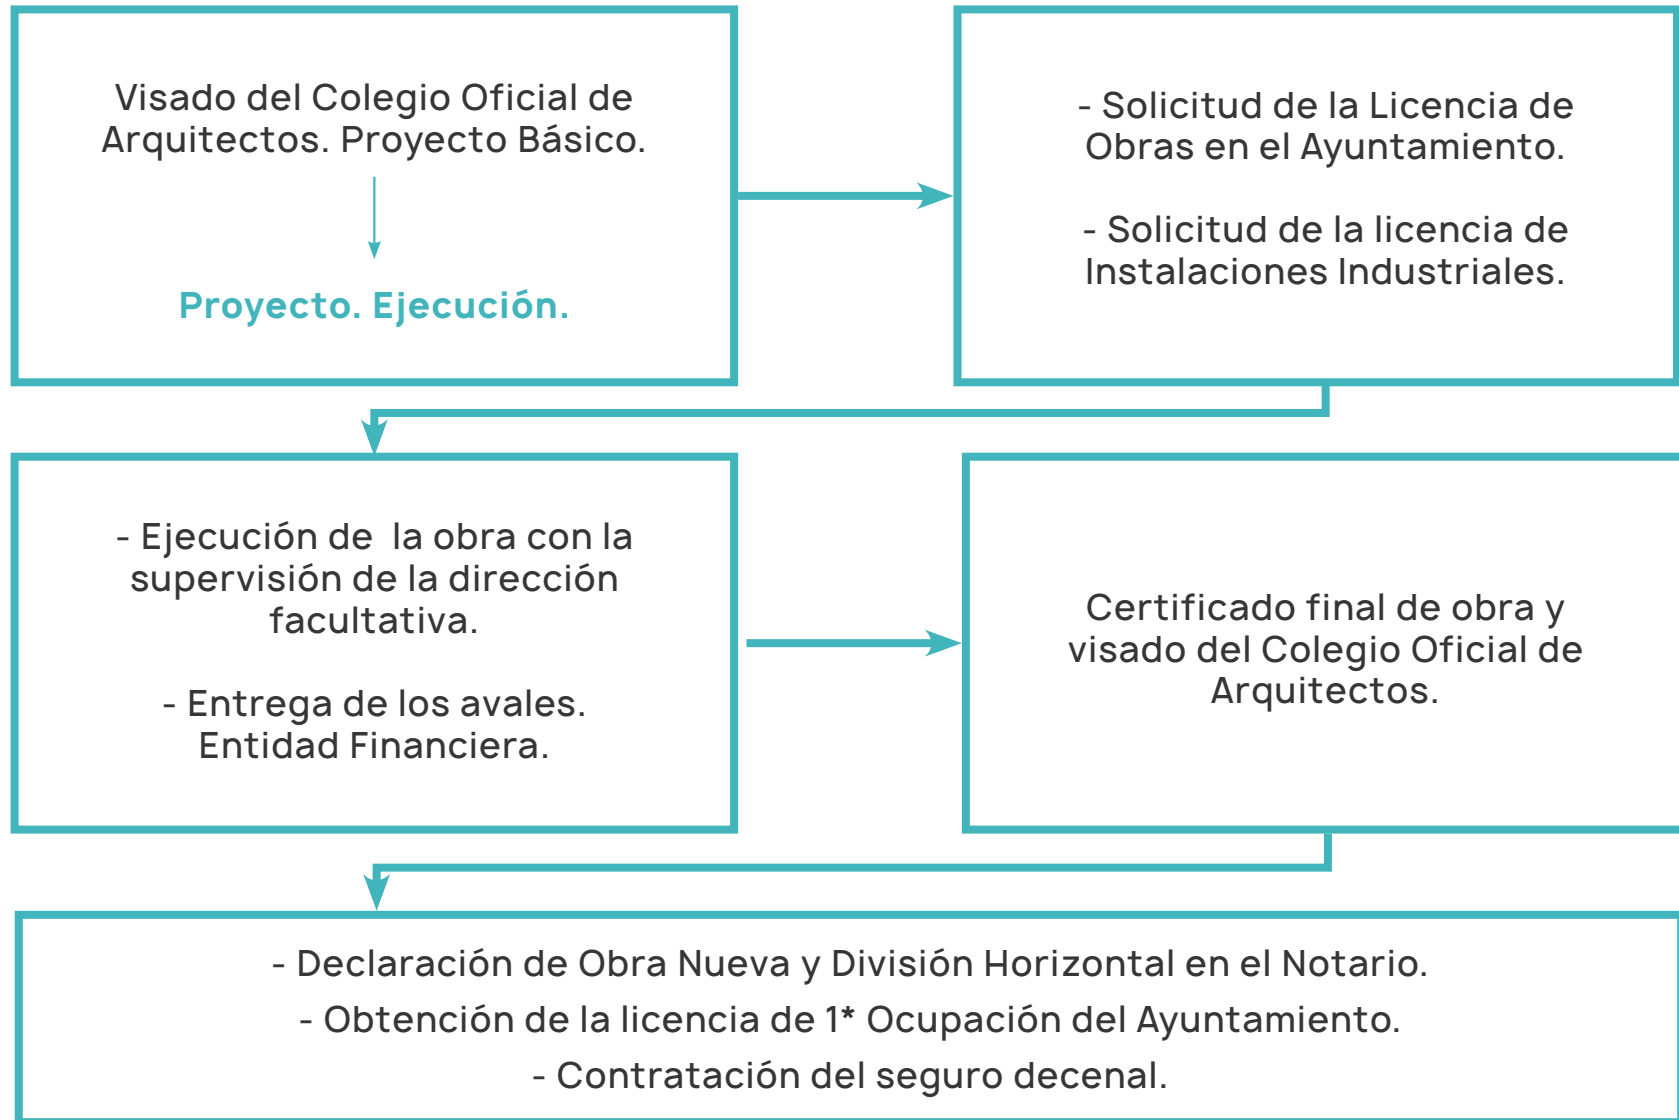 Visado del Colegio Oficial de
Arquitectos. Proyecto Básico.
Proyecto. Ejecución.
- Solicitud de la Licencia de
Obras en el Ayuntamiento.
- Solicitud de la licencia de
Instalaciones Industriales.
- Ejecución de  la obra con la
supervisión de la dirección
facultativa.
- Entrega de los avales.
Entidad Financiera.
Certificado final de obra y
visado del Colegio Oficial de
Arquitectos.
- Declaración de Obra Nueva y División Horizontal en el Notario.
- Obtención de la licencia de 1* Ocupación del Ayuntamiento.
- Contratación del seguro decenal.